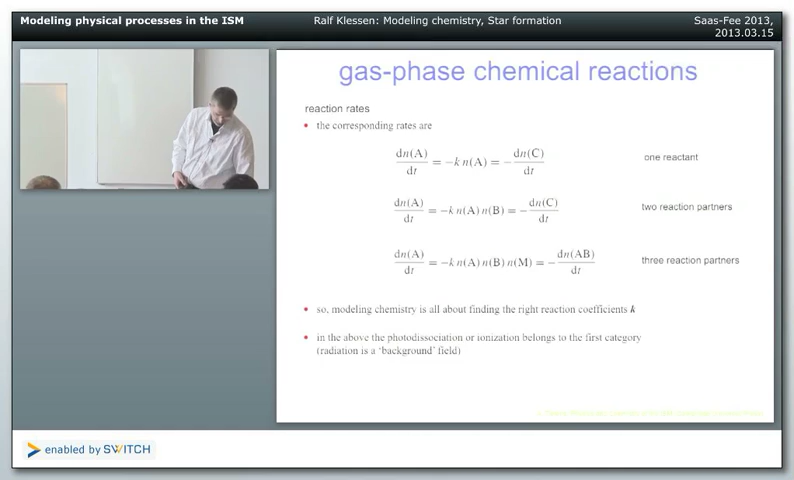 Modeling physical processes in the ISM
Ralf Klessen: Modeling chemistry, Star formation
Saas-Fee 2013,
2013.03.15
gas-phase chemical reactions
reaction rates
• the corresponding rates are
dn(A)/dt = −k n(A) = − dn(C)/dt
one reactant
dn(A)/dt = −k n(A) n(B) = − dn(C)/dt
two reaction partners
dn(A)/dt = −k n(A) n(B) n(M) = − dn(AB)/dt
three reaction partners
• so, modeling chemistry is all about finding the right reaction coefficients k
• in the above the photodissociation or ionization belongs to the first category
(radiation is a 'background' field)
enabled by SWITCH